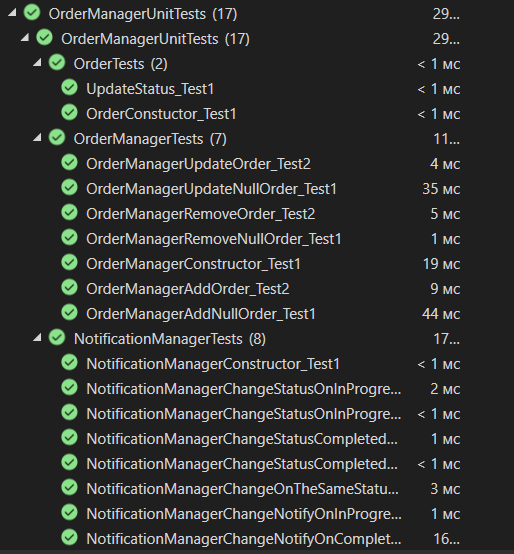 OrderManagerUnitTests (17) 29...
OrderManagerUnitTests (17) 29...
OrderTests (2) < 1 мс
UpdateStatus_Test1 < 1 мс
OrderConstuctor_Test1 < 1 мс
OrderManagerTests (7) 11...
OrderManagerUpdateOrder_Test2 4 мс
OrderManagerUpdateNullOrder_Test1 35 мс
OrderManagerRemoveOrder_Test2 5 мс
OrderManagerRemoveNullOrder_Test1 1 мс
OrderManagerConstructor_Test1 19 мс
OrderManagerAddOrder_Test2 9 мс
OrderManagerAddNullOrder_Test1 44 мс
NotificationManagerTests (8) 17...
NotificationManagerConstructor_Test1 < 1 мс
NotificationManagerChangeStatusOnInProgre... 2 мс
NotificationManagerChangeStatusOnInProgre... < 1 мс
NotificationManagerChangeStatusCompleted... 1 мс
NotificationManagerChangeStatusCompleted... < 1 мс
NotificationManagerChangeOnTheSameStatu... 3 мс
NotificationManagerChangeNotifyOnInProgre... 1 мс
NotificationManagerChangeNotifyOnComplet... 16...